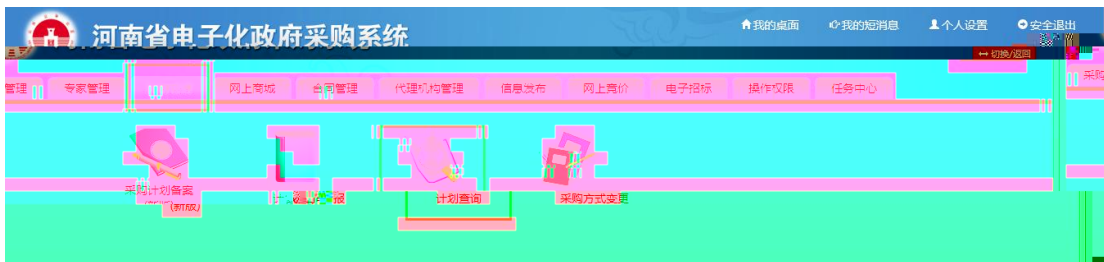 河南省电子化政府采购系统 我的桌面 我的短消息 个人设置 安全退出
切换/返回
管理 专家管理 网上商城 合同管理 代理机构管理 信息发布 网上竞价 电子招标 操作权限 任务中心 采购
采购计划备案 计划查询 采购方式变更
(新版)